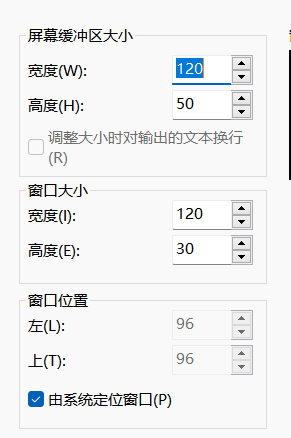 屏幕缓冲区大小
宽度(W): 120
高度(H): 50
调整大小时对输出的文本换行
(R)
窗口大小
宽度(I): 120
高度(E): 30
窗口位置
左(L): 96
上(T): 96
由系统定位窗口(P)